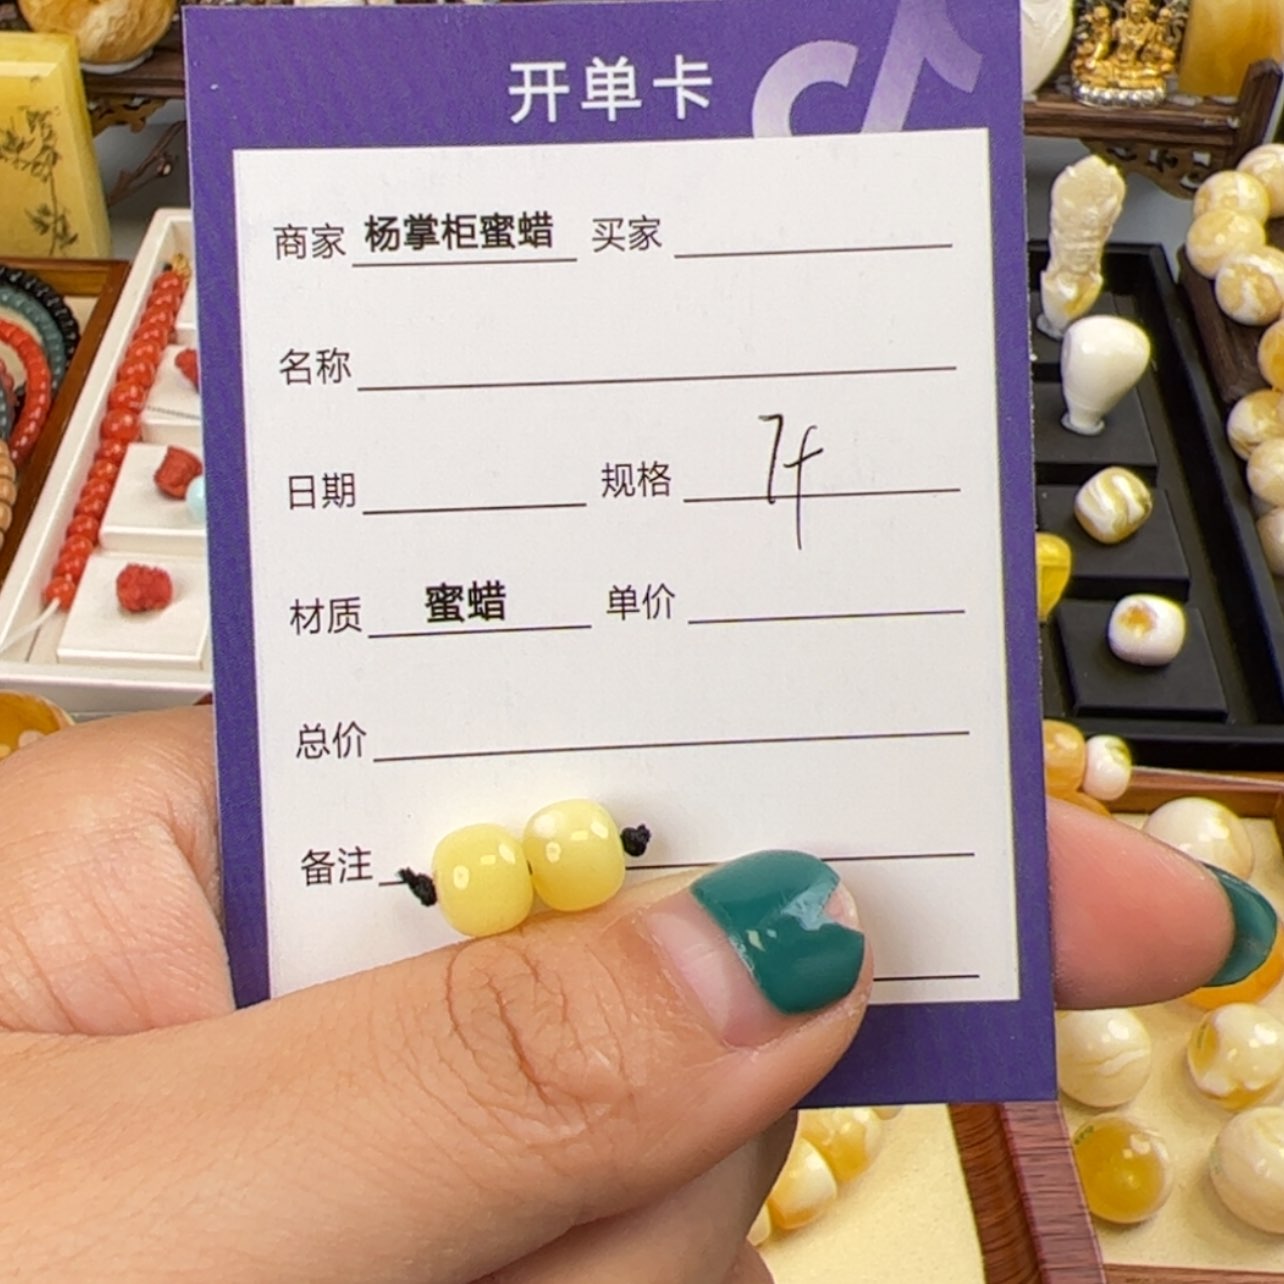 开单卡
商家 杨掌柜蜜蜡 买家
名称
日期 规格
材质 蜜蜡 单价
总价
备注